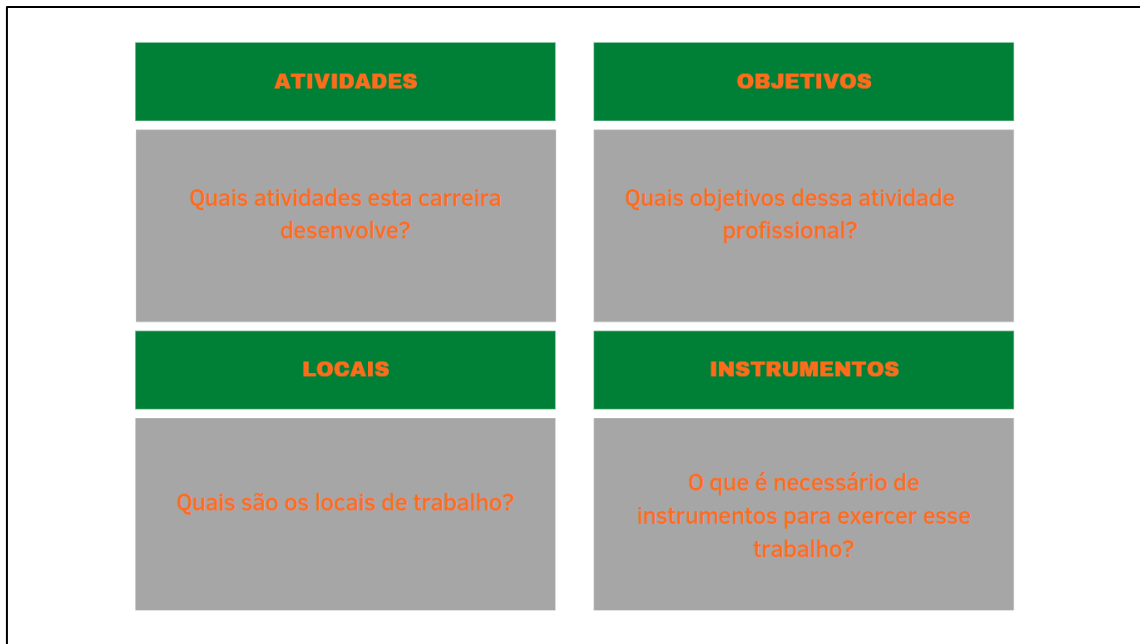 ATIVIDADES
Quais atividades esta carreira
desenvolve?
OBJETIVOS
Quais objetivos dessa atividade
profissional?
LOCAIS
Quais são os locais de trabalho?
INSTRUMENTOS
O que é necessário de
instrumentos para exercer esse
trabalho?